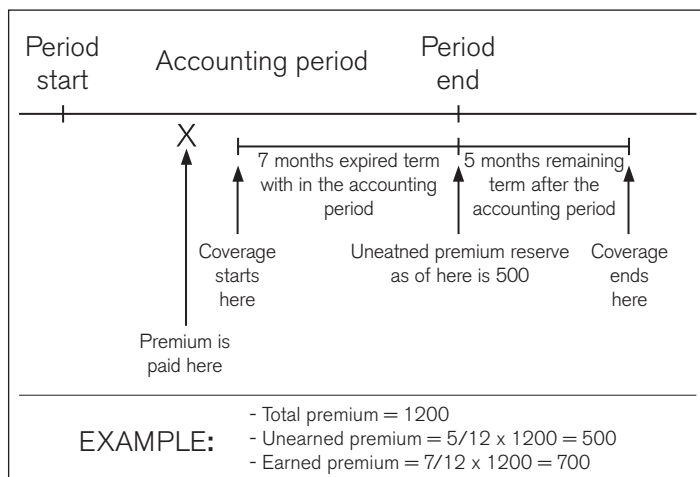 Period
start
Accounting period
Period
end
X
7 months expired term
with in the accounting
period
5 months remaining
term after the
accounting period
Coverage
starts
here
Uneatned premium reserve
as of here is 500
Coverage
ends
here
Premium is
paid here
EXAMPLE:
- Total premium = 1200
- Unearned premium = 5/12 x 1200 = 500
- Earned premium = 7/12 x 1200 = 700